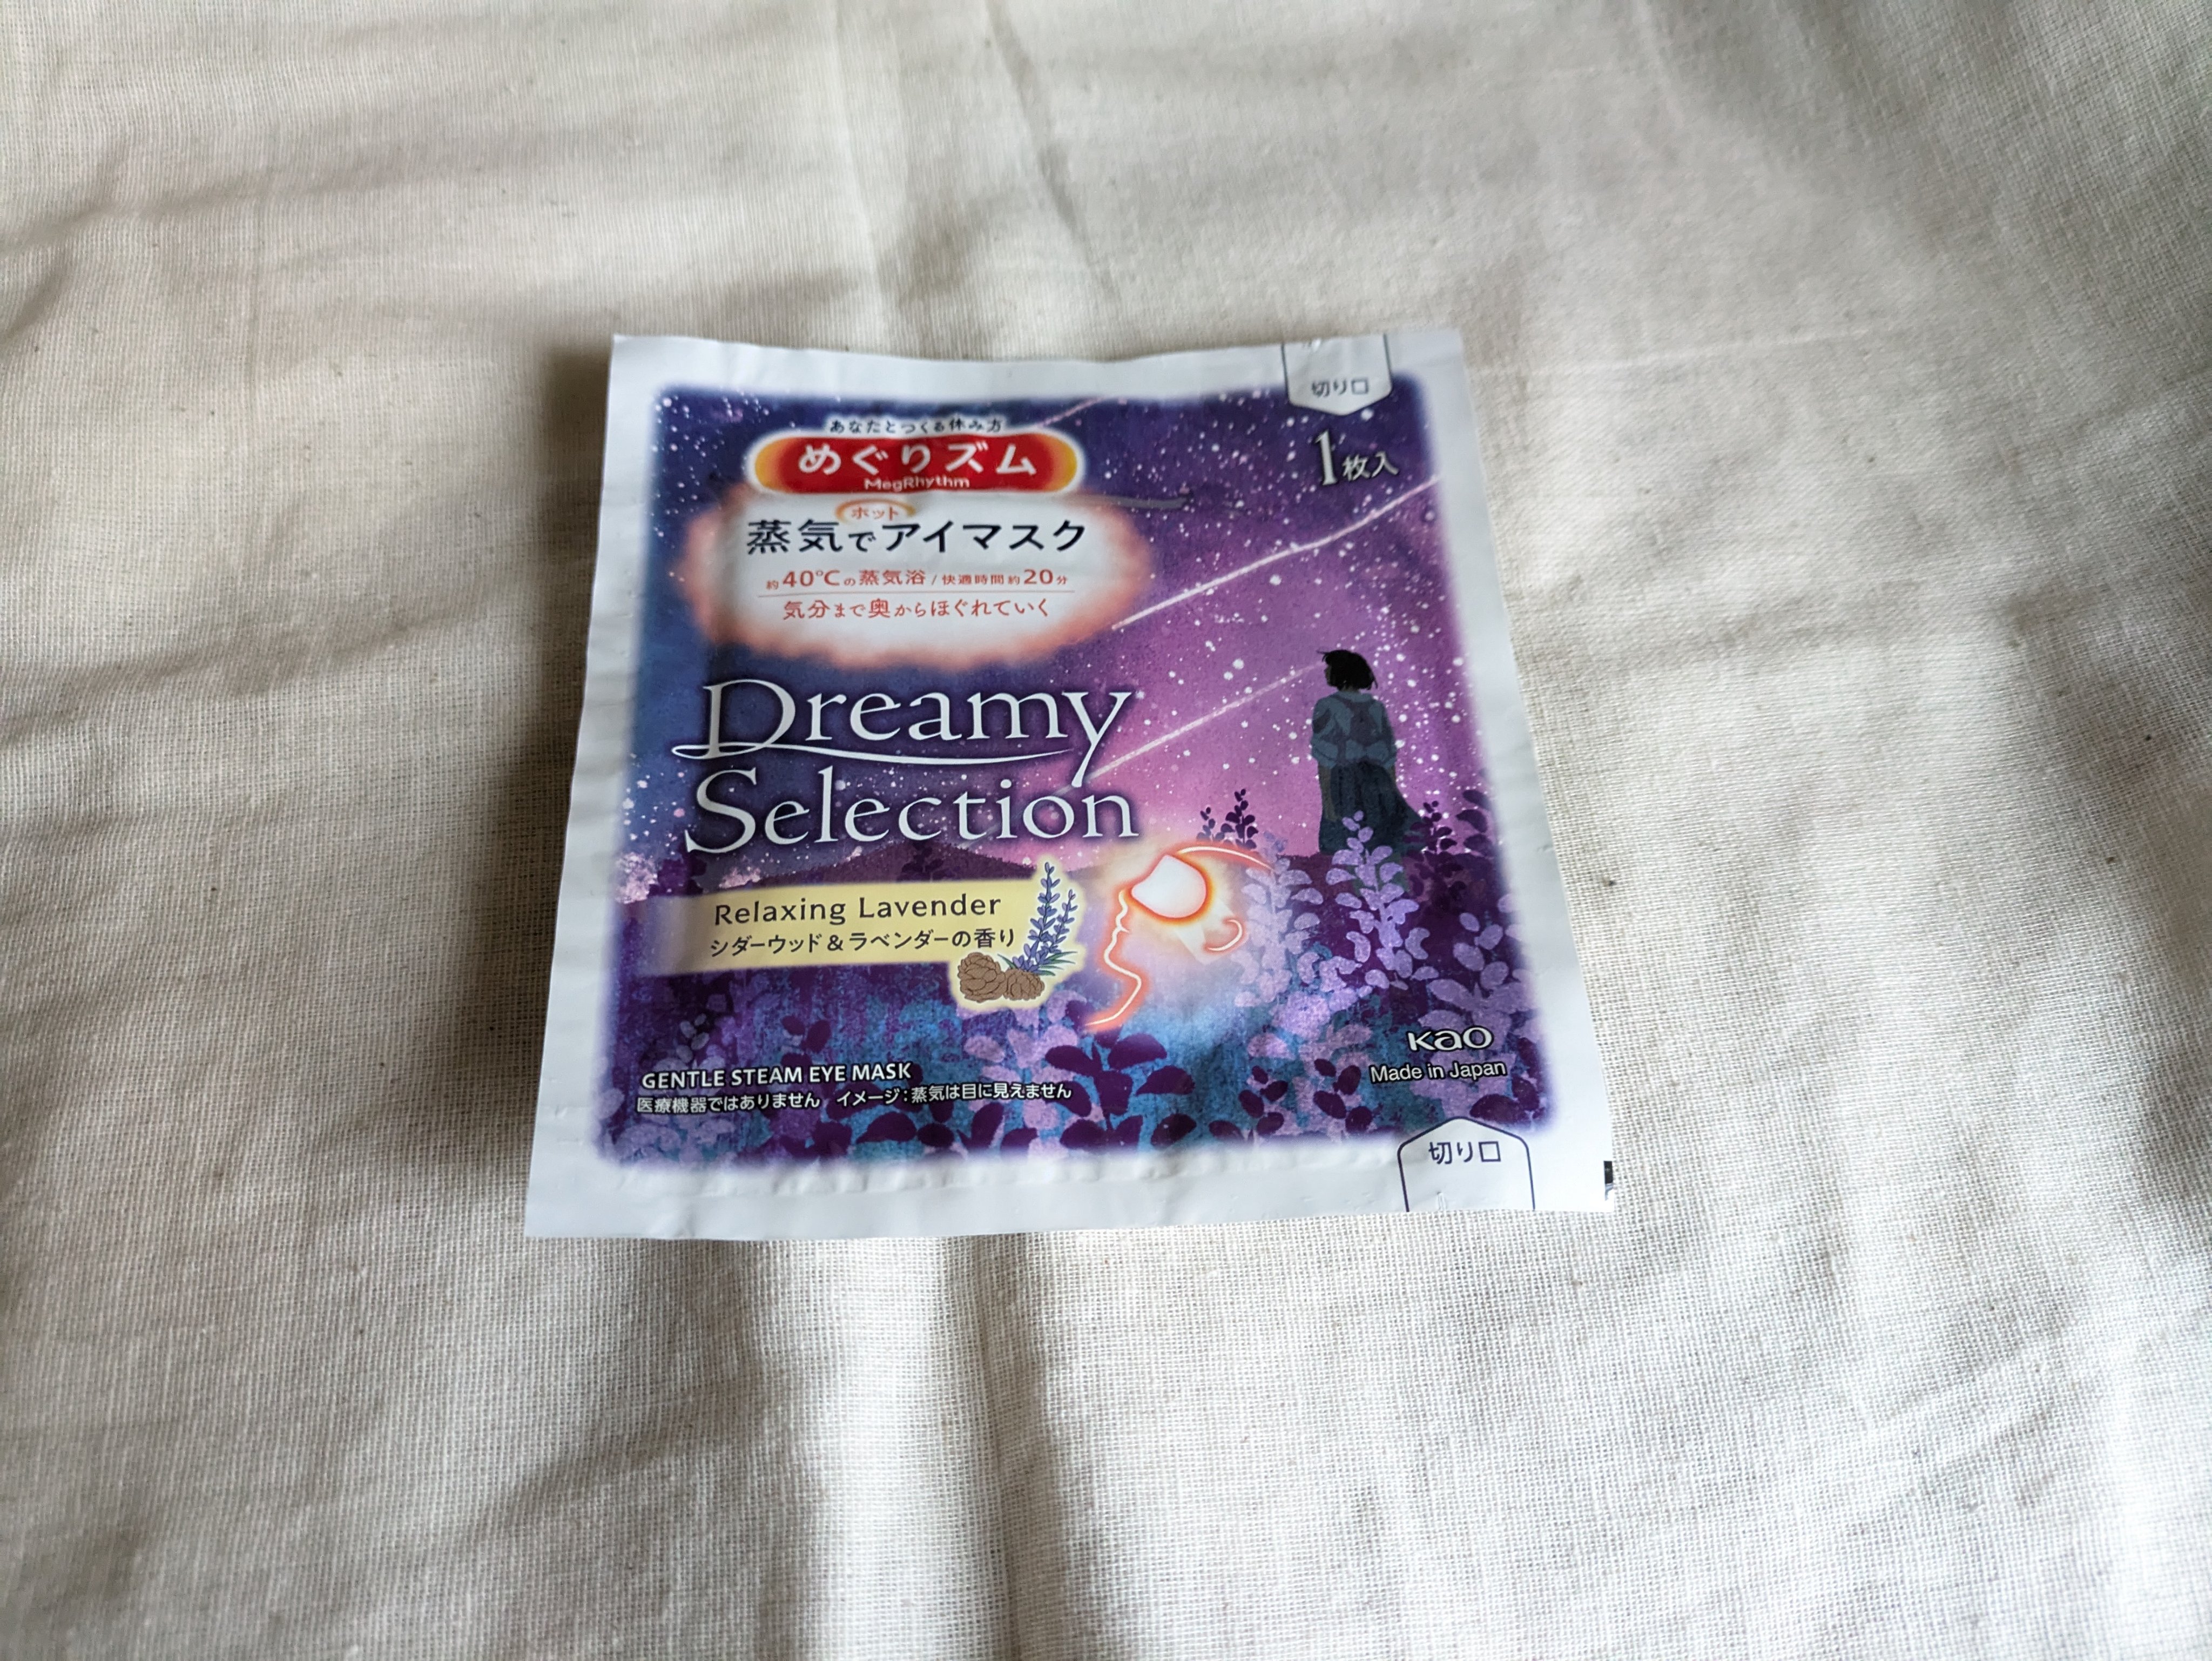 切り口
あなたとつくる休み方
めぐりズム
MegRhythm
1枚入
ホット
蒸気でアイマスク
約40℃の蒸気浴/快適時間約20分
気分まで奥からほぐれていく
Dreamy
Selection
Relaxing Lavender
シダーウッド&ラベンダーの香り
Kao
Made in Japan
GENTLE STEAM EYE MASK
医療機器ではありません イメージ:蒸気は目に見えません
切り口